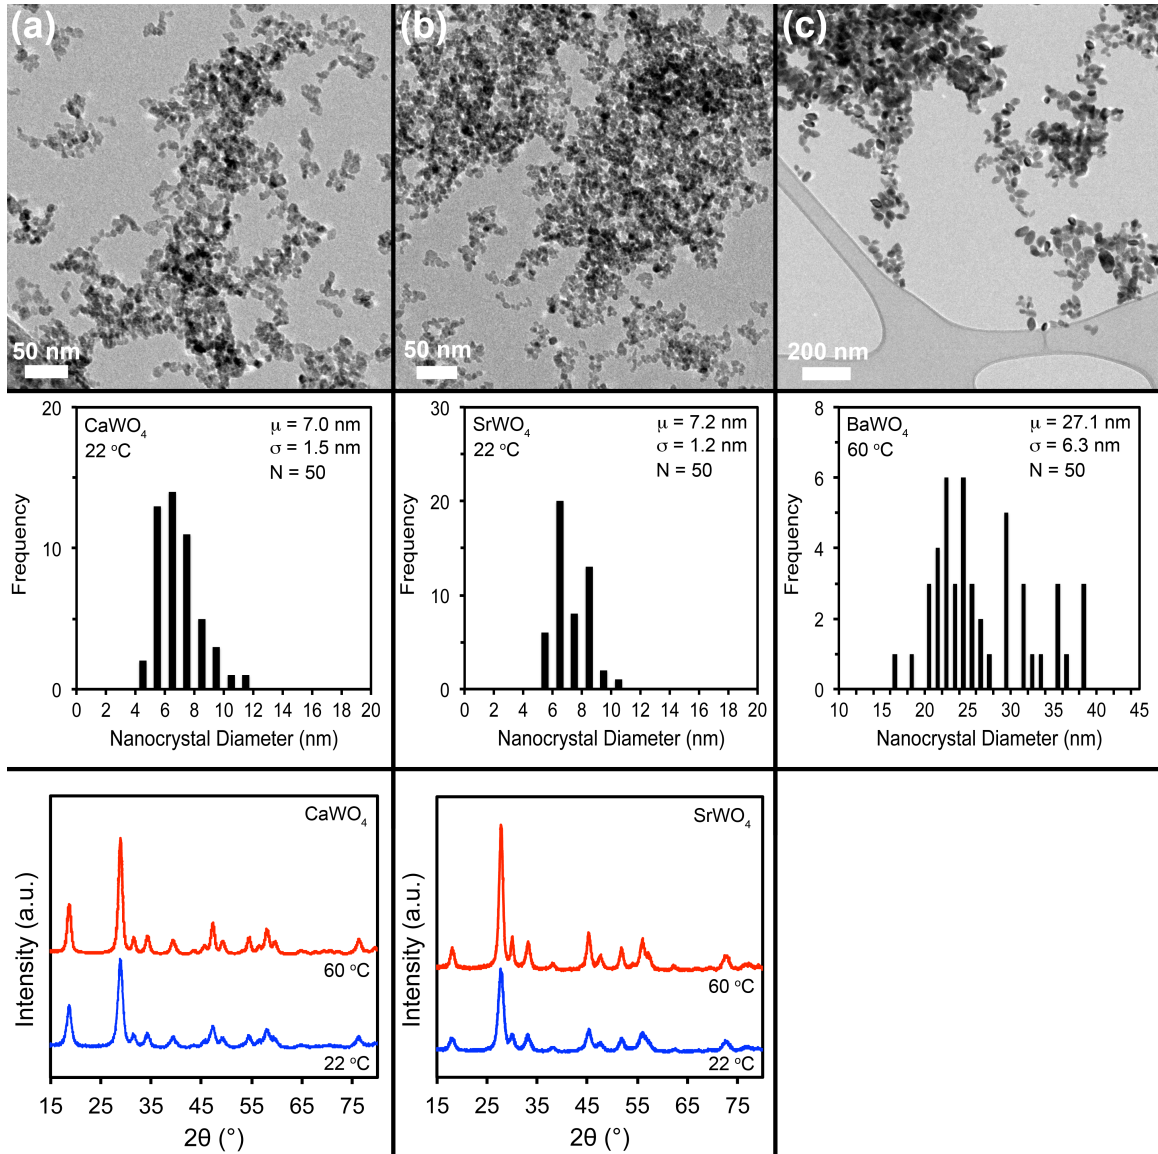 (a)
50 nm
(b)
50 nm
(c)
200 nm
CaWO4
22 °C
μ = 7.0 nm
σ = 1.5 nm
N = 50
Frequency
20
10
0
0 2 4 6 8 10 12 14 16 18 20
Nanocrystal Diameter (nm)
SrWO4
22 °C
μ = 7.2 nm
σ = 1.2 nm
N = 50
Frequency
30
20
10
0
0 2 4 6 8 10 12 14 16 18 20
Nanocrystal Diameter (nm)
BaWO4
60 °C
μ = 27.1 nm
σ = 6.3 nm
N = 50
Frequency
8
6
4
2
0
10 15 20 25 30 35 40 45
Nanocrystal Diameter (nm)
CaWO4
Intensity (a.u.)
60 °C
22 °C
15 25 35 45 55 65 75
2θ (°)
SrWO4
Intensity (a.u.)
60 °C
22 °C
15 25 35 45 55 65 75
2θ (°)